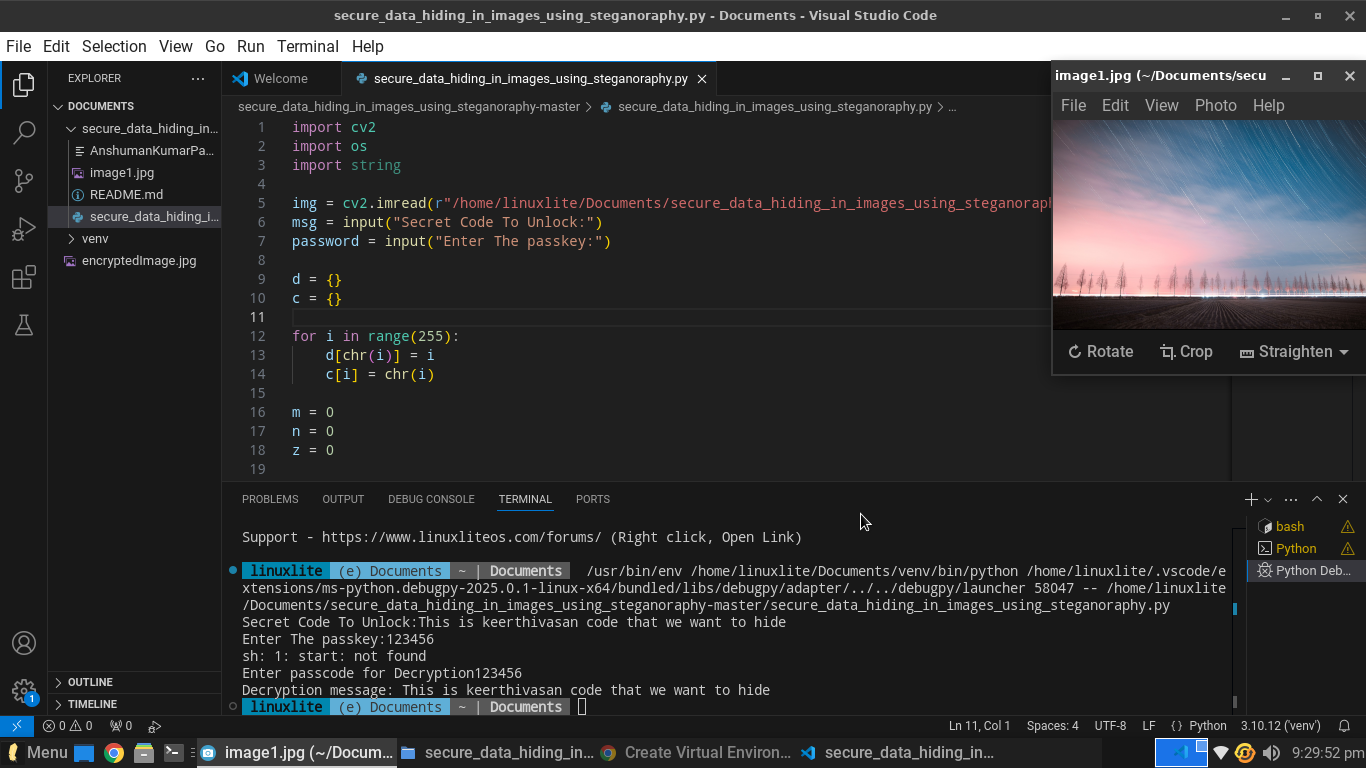 secure_data_hiding_in_images_using_steganoraphy.py - Documents - Visual Studio Code
File Edit Selection View Go Run Terminal Help
EXPLORER
DOCUMENTS
secure_data_hiding_in...
AnshumanKumarPa...
image1.jpg
README.md
secure_data_hiding_i...
venv
encryptedImage.jpg
OUTLINE
TIMELINE
1
Welcome
secure_data_hiding_in_images_using_steganoraphy.py
secure_data_hiding_in_images_using_steganoraphy-master > secure_data_hiding_in_images_using_steganoraphy.py > ...
1 import cv2
2 import os
3 import string
4
5 img = cv2.imread(r"/home/linuxlite/Documents/secure_data_hiding_in_images_using_steganoraph
6 msg = input("Secret Code To Unlock:")
7 password = input("Enter The passkey:")
8
9 d = {}
10 c = {}
11
12 for i in range(255):
13 d[chr(i)] = i
14 c[i] = chr(i)
15
16 m = 0
17 n = 0
18 z = 0
19
image1.jpg (~/Documents/secu
File Edit View Photo Help
Rotate Crop Straighten
PROBLEMS OUTPUT DEBUG CONSOLE TERMINAL PORTS
Support - https://www.linuxliteos.com/forums/ (Right click, Open Link)
linuxlite (e) Documents ~ | Documents /usr/bin/env /home/linuxlite/Documents/venv/bin/python /home/linuxlite/.vscode/e
xtensions/ms-python.debugpy-2025.0.1-linux-x64/bundled/libs/debugpy/adapter/../../debugpy/launcher 58047 -- /home/linuxlite
/Documents/secure_data_hiding_in_images_using_steganoraphy-master/secure_data_hiding_in_images_using_steganoraphy.py
Secret Code To Unlock:This is keerthivasan code that we want to hide
Enter The passkey:123456
sh: 1: start: not found
Enter passcode for Decryption123456
Decryption message: This is keerthivasan code that we want to hide
linuxlite (e) Documents ~ | Documents
bash
Python
Python Deb...
0 0 0 Ln 11, Col 1 Spaces: 4 UTF-8 LF {} Python 3.10.12 ('venv')
Menu image1.jpg (~/Docum... secure_data_hiding_in... Create Virtual Environ... secure_data_hiding_in... 9:29:52 pm